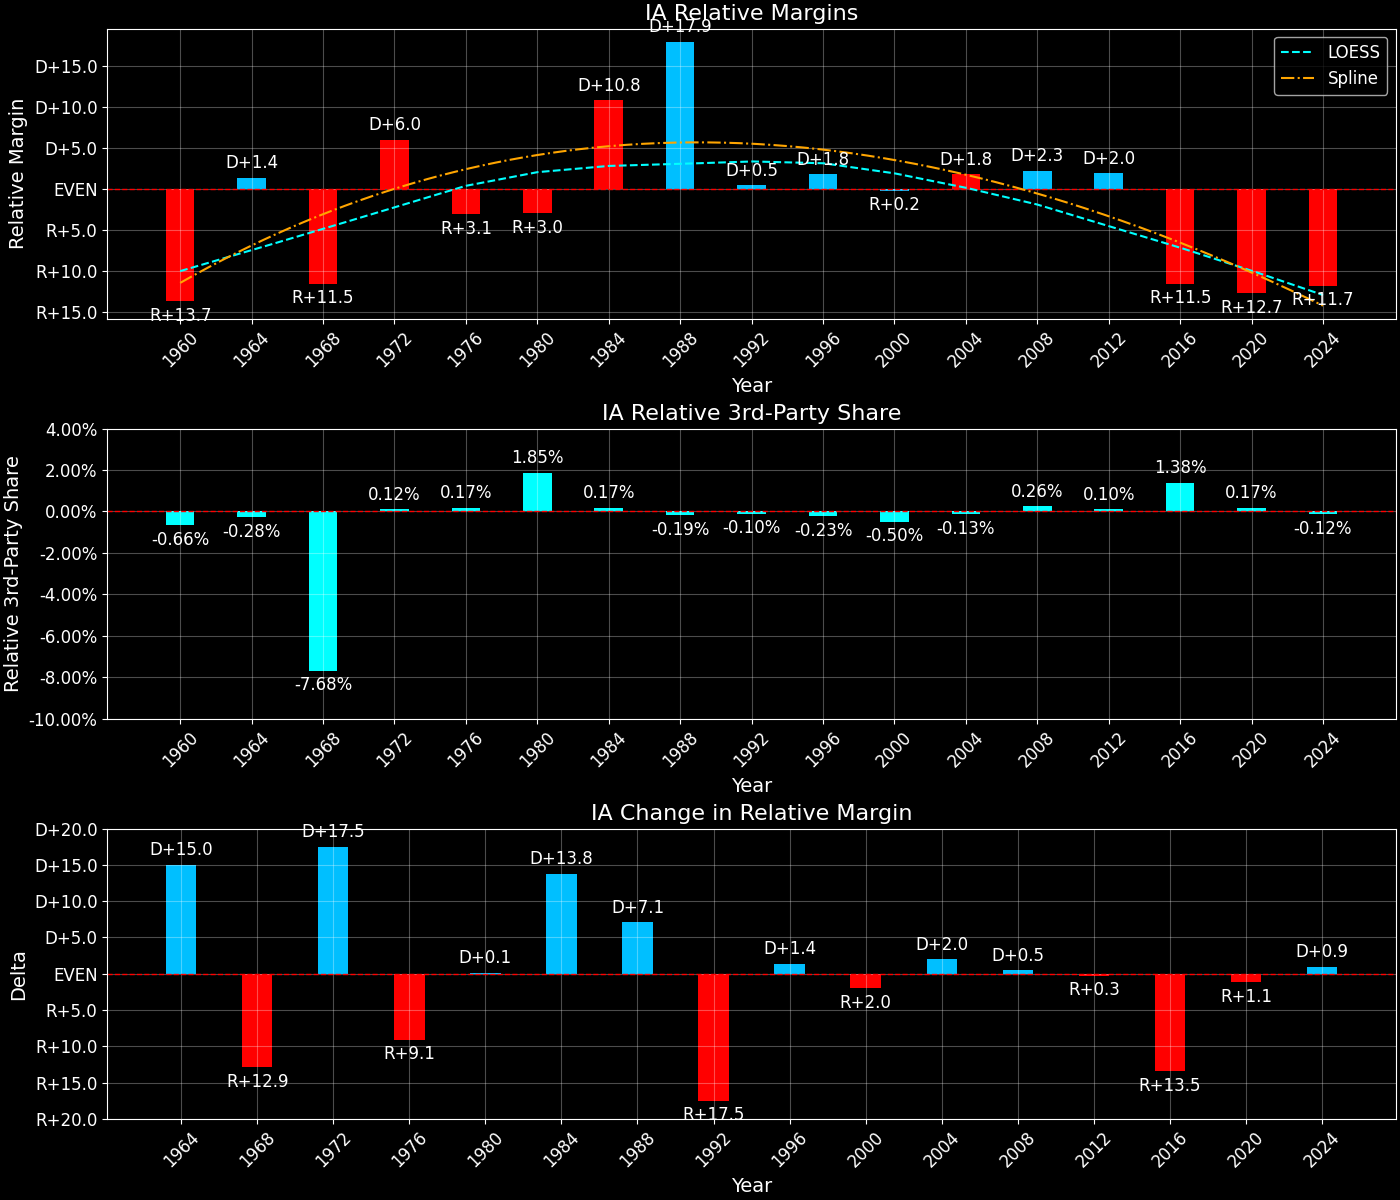 IA Relative Margins
Relative Margin
D+15.0
D+10.0
D+5.0
EVEN
R+5.0
R+10.0
R+15.0
R+13.7
D+1.4
R+11.5
D+6.0
R+3.1
R+3.0
D+10.8
D+17.9
D+0.5
D+1.8
R+0.2
D+1.8
D+2.3
D+2.0
R+11.5
R+12.7
R+11.7
LOESS
Spline
1960
1964
1968
1972
1976
1980
1984
1988
1992
1996
2000
2004
2008
2012
2016
2020
2024
Year
IA Relative 3rd-Party Share
Relative 3rd-Party Share
4.00%
2.00%
0.00%
-2.00%
-4.00%
-6.00%
-8.00%
-10.00%
-0.66%
-0.28%
-7.68%
0.12%
0.17%
1.85%
0.17%
-0.19%
-0.10%
-0.23%
-0.50%
-0.13%
0.26%
0.10%
1.38%
0.17%
-0.12%
1960
1964
1968
1972
1976
1980
1984
1988
1992
1996
2000
2004
2008
2012
2016
2020
2024
Year
IA Change in Relative Margin
Delta
D+20.0
D+15.0
D+10.0
D+5.0
EVEN
R+5.0
R+10.0
R+15.0
R+20.0
D+15.0
R+12.9
D+17.5
R+9.1
D+0.1
D+13.8
D+7.1
R+17.5
D+1.4
R+2.0
D+2.0
D+0.5
R+0.3
R+13.5
R+1.1
D+0.9
1964
1968
1972
1976
1980
1984
1988
1992
1996
2000
2004
2008
2012
2016
2020
2024
Year